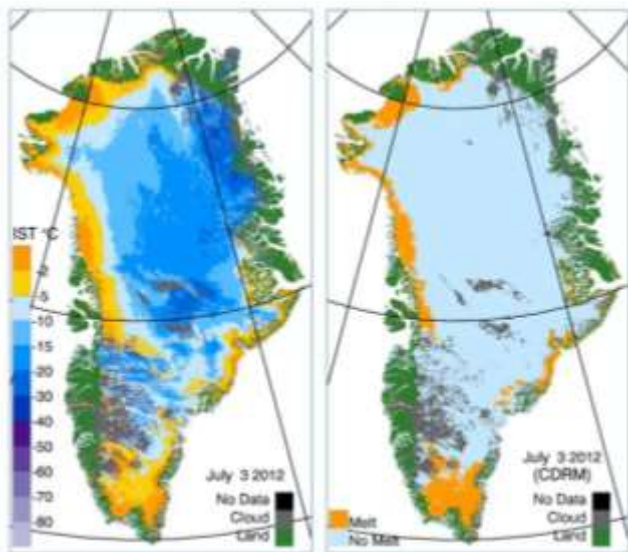 IST °C
-2
-5
-10
-15
-20
-30
-40
-50
-60
-70
-80
July 3 2012
No Data
Cloud
Land
July 3 2012
(CDRM)
No Data
Cloud
Land
Melt
No Melt